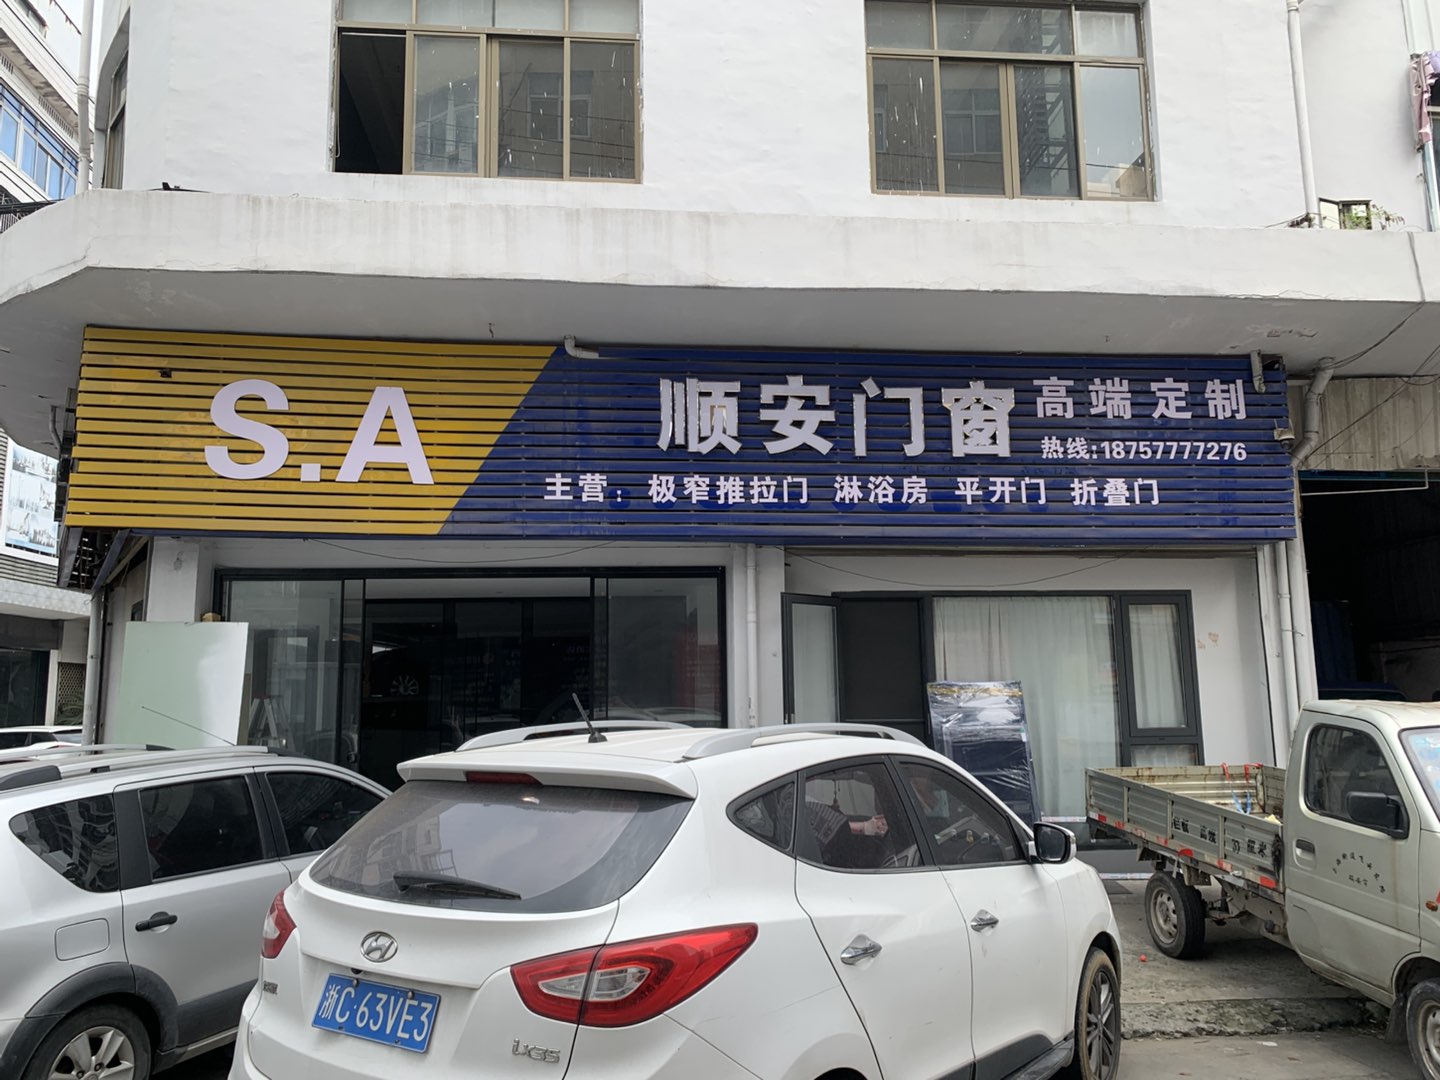 S.A
顺安门窗
高端定制
热线:18757777276
主营：极窄推拉门 淋浴房 平开门 折叠门
浙C·63VE3
ix35